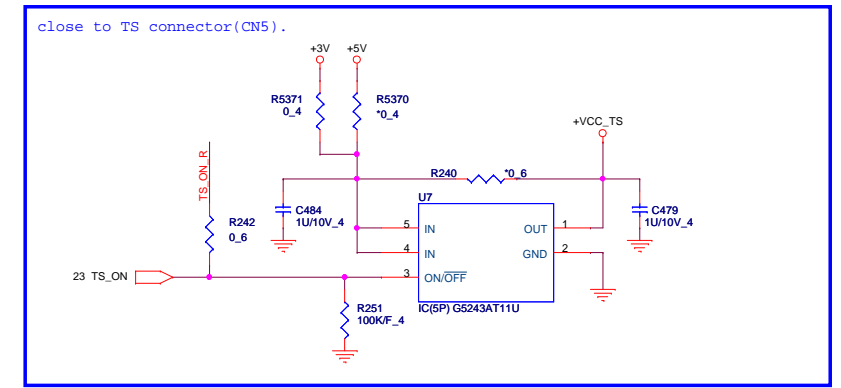 close to TS connector(CN5).
+3V +5V
R5371
0_4
R5370
*0_4
+VCC_TS
TS_ON_R
R240 *0_6
U7
C484
1U/10V_4
C479
1U/10V_4
R242
0_6
5 IN OUT 1
4 IN GND 2
23 TS_ON
3 ON/OFF
R251
100K/F_4
IC(5P) G5243AT11U